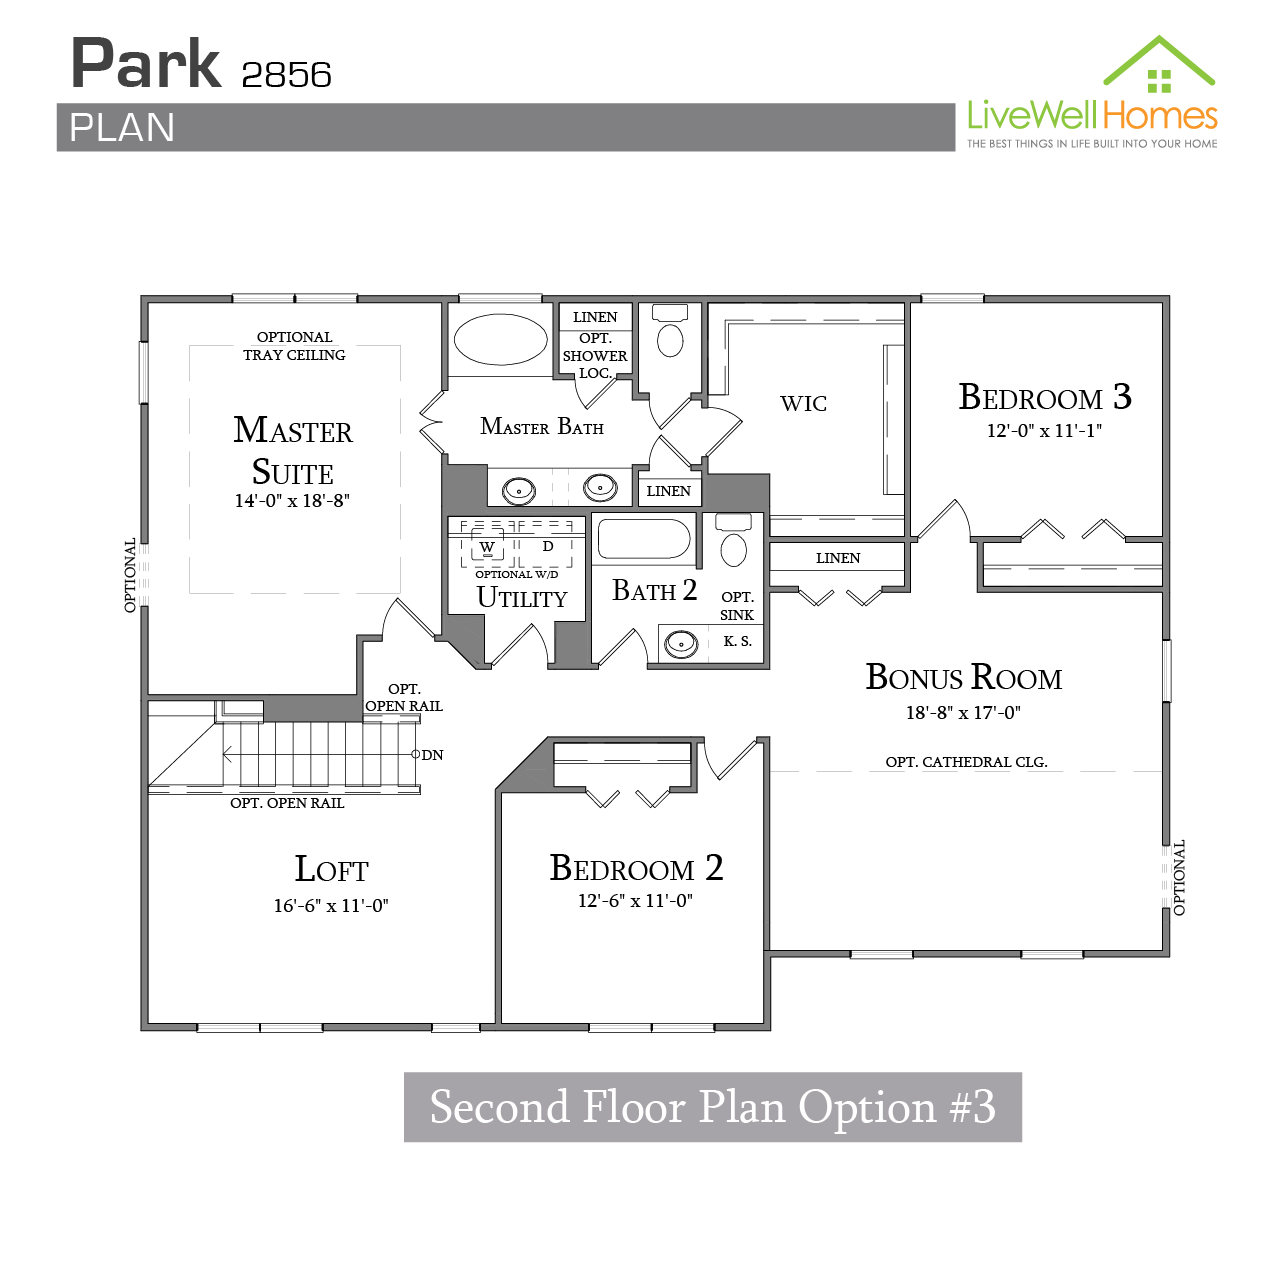 Park 2856
PLAN
LiveWellHomes
THE BEST THINGS IN LIFE BUILT INTO YOUR HOME
OPTIONAL
TRAY CEILING
MASTER
SUITE
14'-0" x 18'-8"
OPTIONAL
LINEN
OPT.
SHOWER
LOC.
MASTER BATH
LINEN
WIC
BEDROOM 3
12'-0" x 11'-1"
W
D
OPTIONAL W/D
UTILITY
BATH 2
OPT.
SINK
K. S.
LINEN
BONUS ROOM
18'-8" x 17'-0"
OPT. CATHEDRAL CLG.
OPTIONAL
OPT.
OPEN RAIL
DN
OPT. OPEN RAIL
LOFT
16'-6" x 11'-0"
BEDROOM 2
12'-6" x 11'-0"
Second Floor Plan Option #3